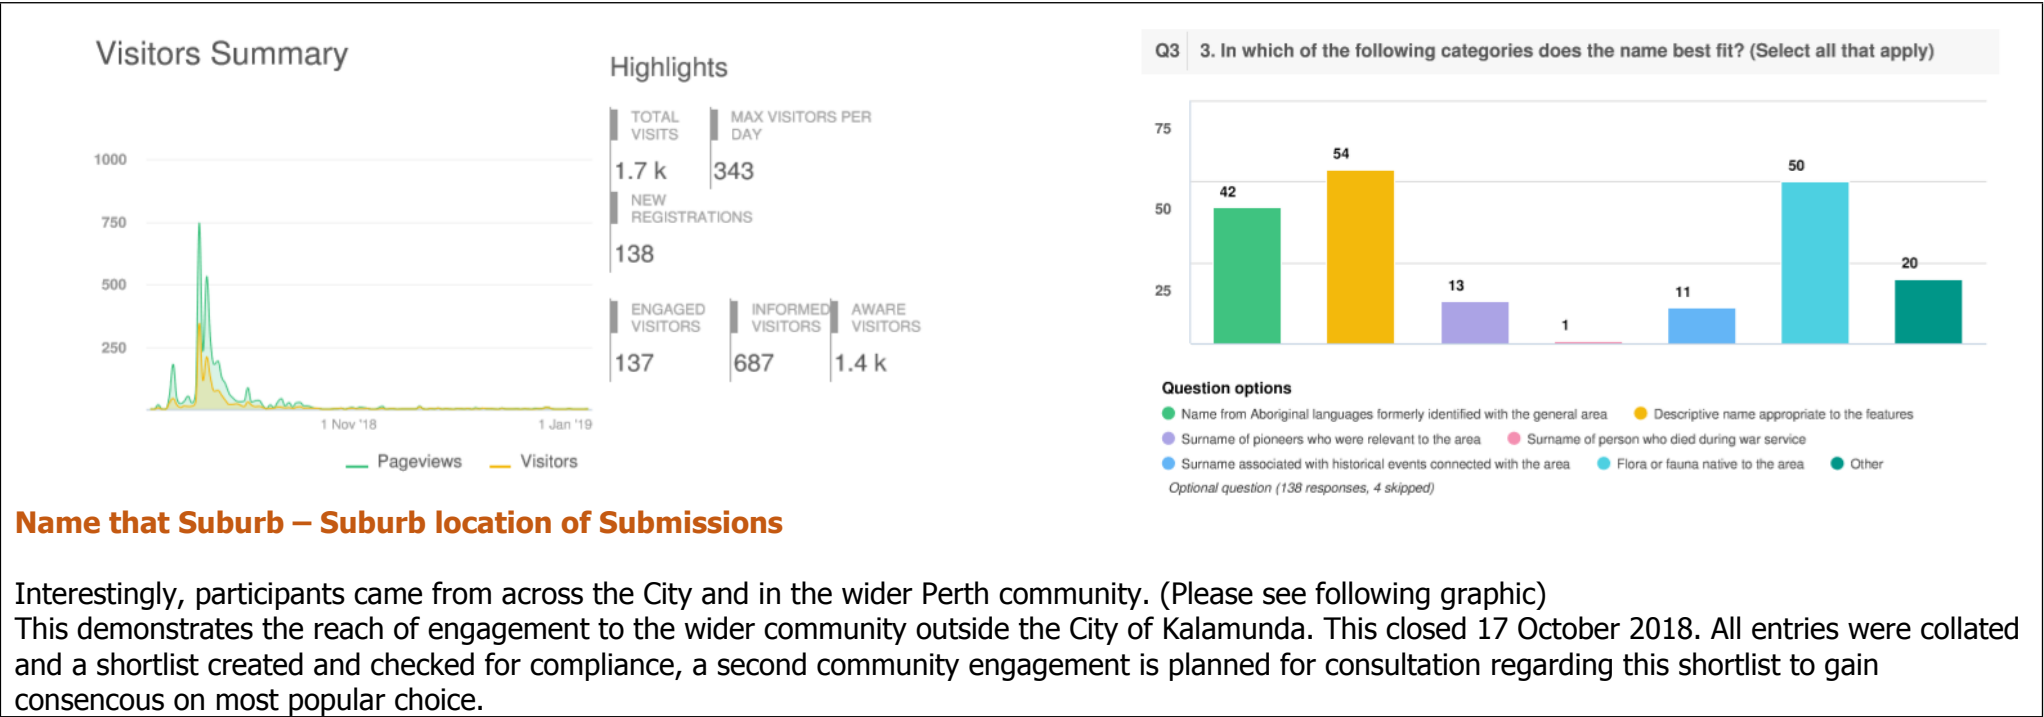 Visitors Summary
1000
750
500
250
1 Nov '18
1 Jan '19
Pageviews
Visitors
Highlights
TOTAL
VISITS
1.7 k
MAX VISITORS PER
DAY
343
NEW
REGISTRATIONS
138
ENGAGED
VISITORS
137
INFORMED
VISITORS
687
AWARE
VISITORS
1.4 k
Q3 3. In which of the following categories does the name best fit? (Select all that apply)
75
50
25
42
54
13
1
11
50
20
Question options
Name from Aboriginal languages formerly identified with the general area
Descriptive name appropriate to the features
Surname of pioneers who were relevant to the area
Surname of person who died during war service
Surname associated with historical events connected with the area
Flora or fauna native to the area
Other
Optional question (138 responses, 4 skipped)
Name that Suburb – Suburb location of Submissions
Interestingly, participants came from across the City and in the wider Perth community. (Please see following graphic)
This demonstrates the reach of engagement to the wider community outside the City of Kalamunda. This closed 17 October 2018. All entries were collated
and a shortlist created and checked for compliance, a second community engagement is planned for consultation regarding this shortlist to gain
consencous on most popular choice.